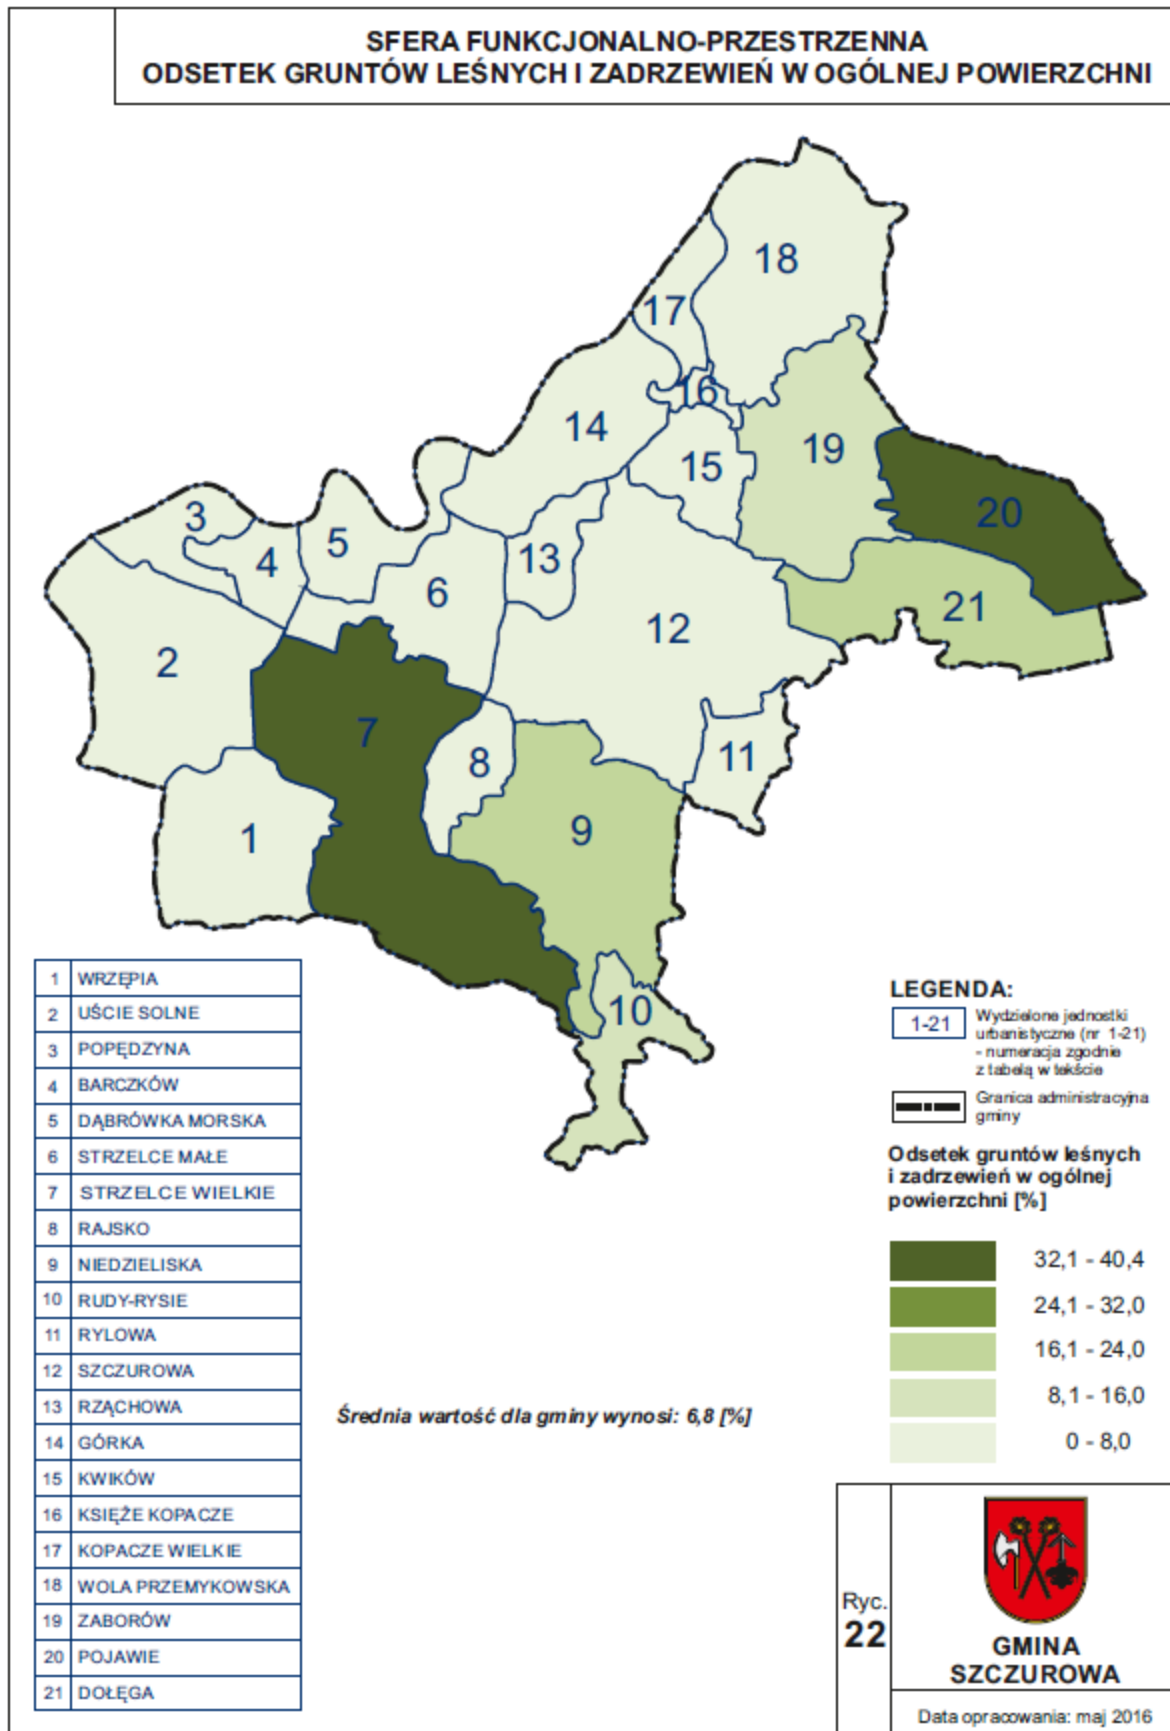 SFERA FUNKCJONALNO-PRZESTRZENNA
ODSETEK GRUNTÓW LEŚNYCH I ZADRZEWIEŃ W OGÓLNEJ POWIERZCHNI
18
17
16
14
15
19
20
3
5
4
13
6
21
12
2
7
8
11
9
1
10
1 WRZĘPIA
2 UŚCIE SOLNE
3 POPĘDZYNA
4 BARCZKÓW
5 DĄBRÓWKA MORSKA
6 STRZELCE MAŁE
7 STRZELCE WIELKIE
8 RAJSKO
9 NIEDZIELISKA
10 RUDY-RYSIE
11 RYLOWA
12 SZCZUROWA
13 RZĄCHOWA
14 GÓRKA
15 KWIKÓW
16 KSIĘŻE KOPACZE
17 KOPACZE WIELKIE
18 WOLA PRZEMYKOWSKA
19 ZABORÓW
20 POJAWIE
21 DOŁĘGA
Średnia wartość dla gminy wynosi: 6,8 [%]
LEGENDA:
1-21 Wydzielone jednostki
urbanistyczne (nr 1-21)
- numeracja zgodnie
z tabelą w tekście
Granica administracyjna
gminy
Odsetek gruntów leśnych
i zadrzewień w ogólnej
powierzchni [%]
32,1 - 40,4
24,1 - 32,0
16,1 - 24,0
8,1 - 16,0
0 - 8,0
Ryc.
22
GMINA
SZCZUROWA
Data opracowania: maj 2016